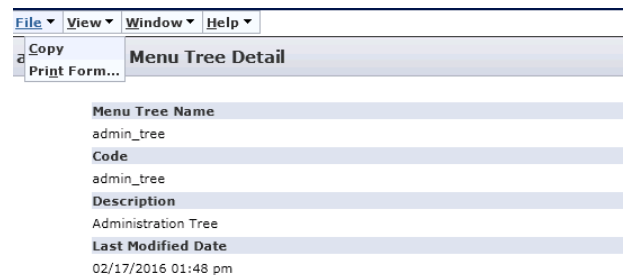 File ▼ View ▼ Window ▼ Help ▼
Copy
Print Form...
Menu Tree Detail
Menu Tree Name
admin_tree
Code
admin_tree
Description
Administration Tree
Last Modified Date
02/17/2016 01:48 pm